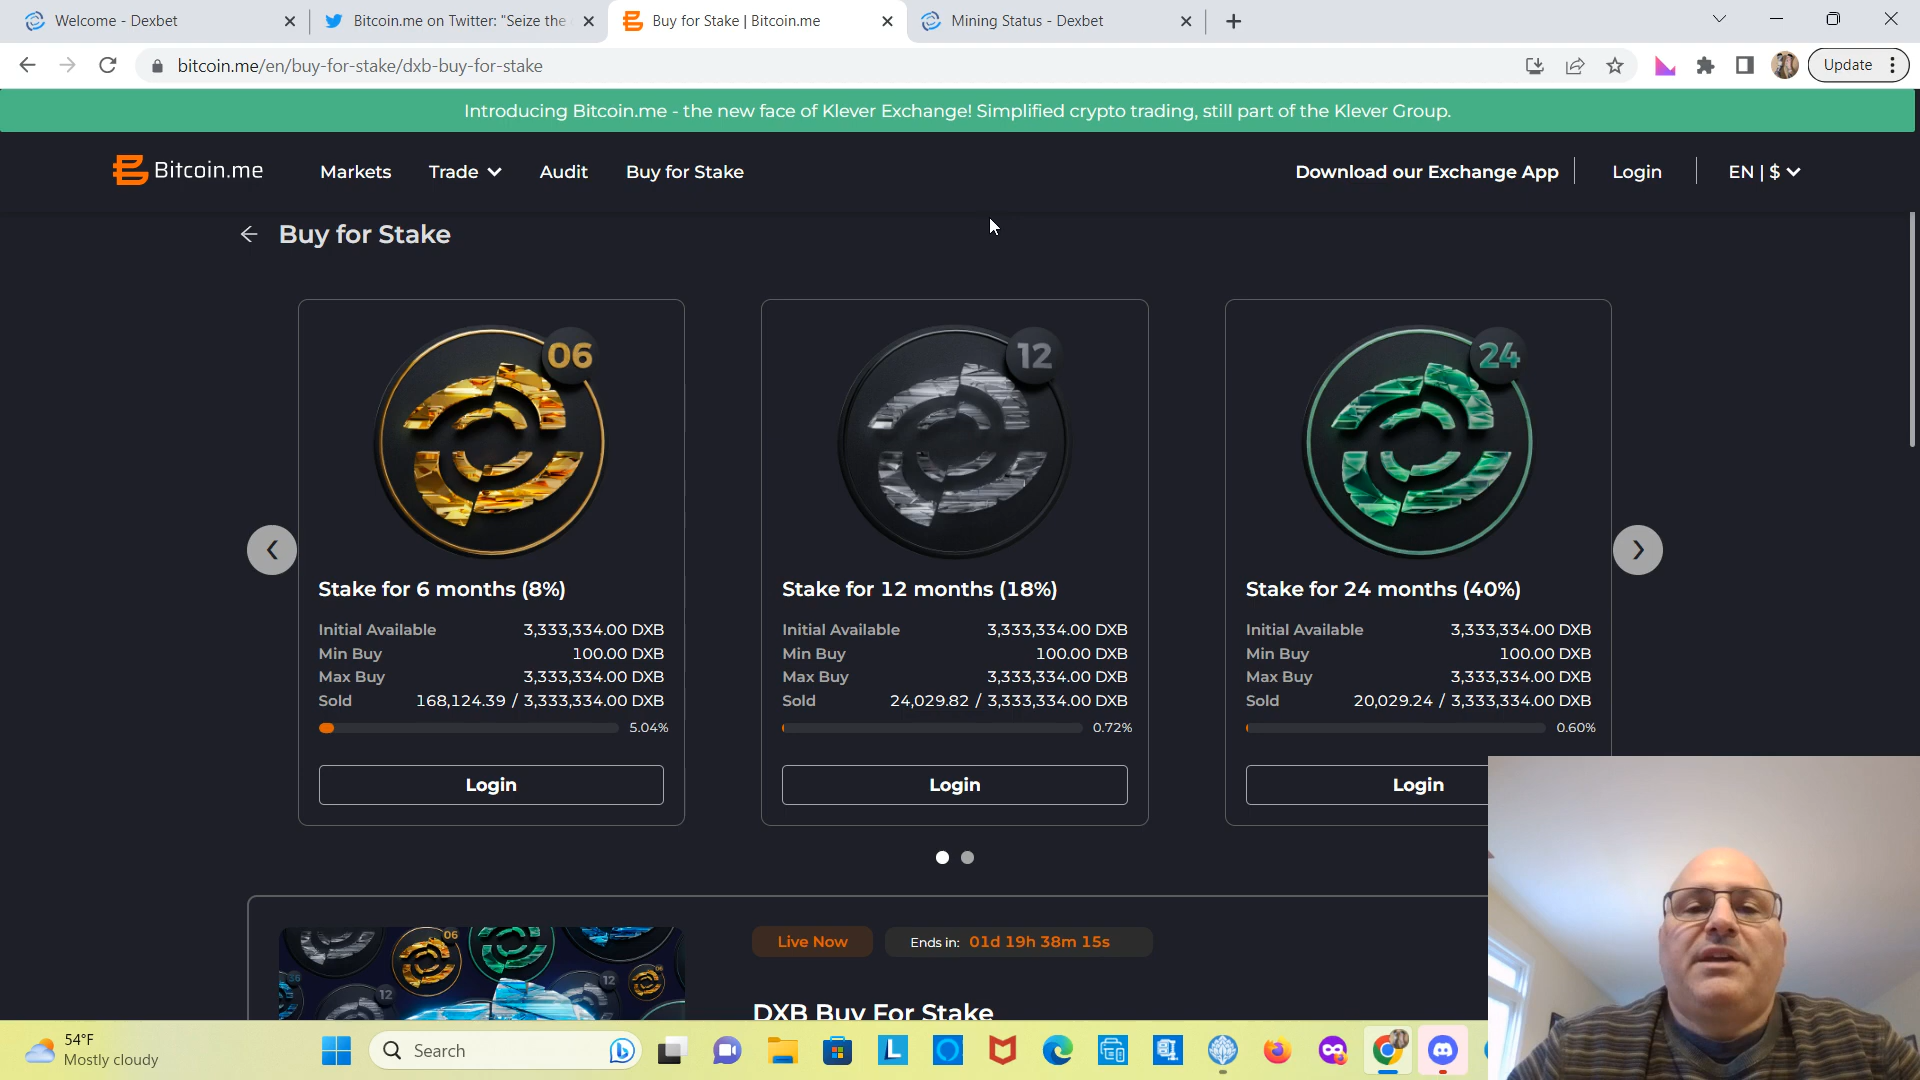 Welcome - Dexbet
Bitcoin.me on Twitter: "Seize the
Buy for Stake | Bitcoin.me
Mining Status - Dexbet
bitcoin.me/en/buy-for-stake/dxb-buy-for-stake
Update
Introducing Bitcoin.me - the new face of Klever Exchange! Simplified crypto trading, still part of the Klever Group.
Bitcoin.me
Markets
Trade
Audit
Buy for Stake
Download our Exchange App
Login
EN | $
Buy for Stake
06
12
24
Stake for 6 months (8%)
Initial Available 3,333,334.00 DXB
Min Buy 100.00 DXB
Max Buy 3,333,334.00 DXB
Sold 168,124.39 / 3,333,334.00 DXB
5.04%
Login
Stake for 12 months (18%)
Initial Available 3,333,334.00 DXB
Min Buy 100.00 DXB
Max Buy 3,333,334.00 DXB
Sold 24,029.82 / 3,333,334.00 DXB
0.72%
Login
Stake for 24 months (40%)
Initial Available 3,333,334.00 DXB
Min Buy 100.00 DXB
Max Buy 3,333,334.00 DXB
Sold 20,029.24 / 3,333,334.00 DXB
0.60%
Login
06
12
12
Live Now
Ends in: 01d 19h 38m 15s
DXB Buy For Stake
54°F
Mostly cloudy
Search
L